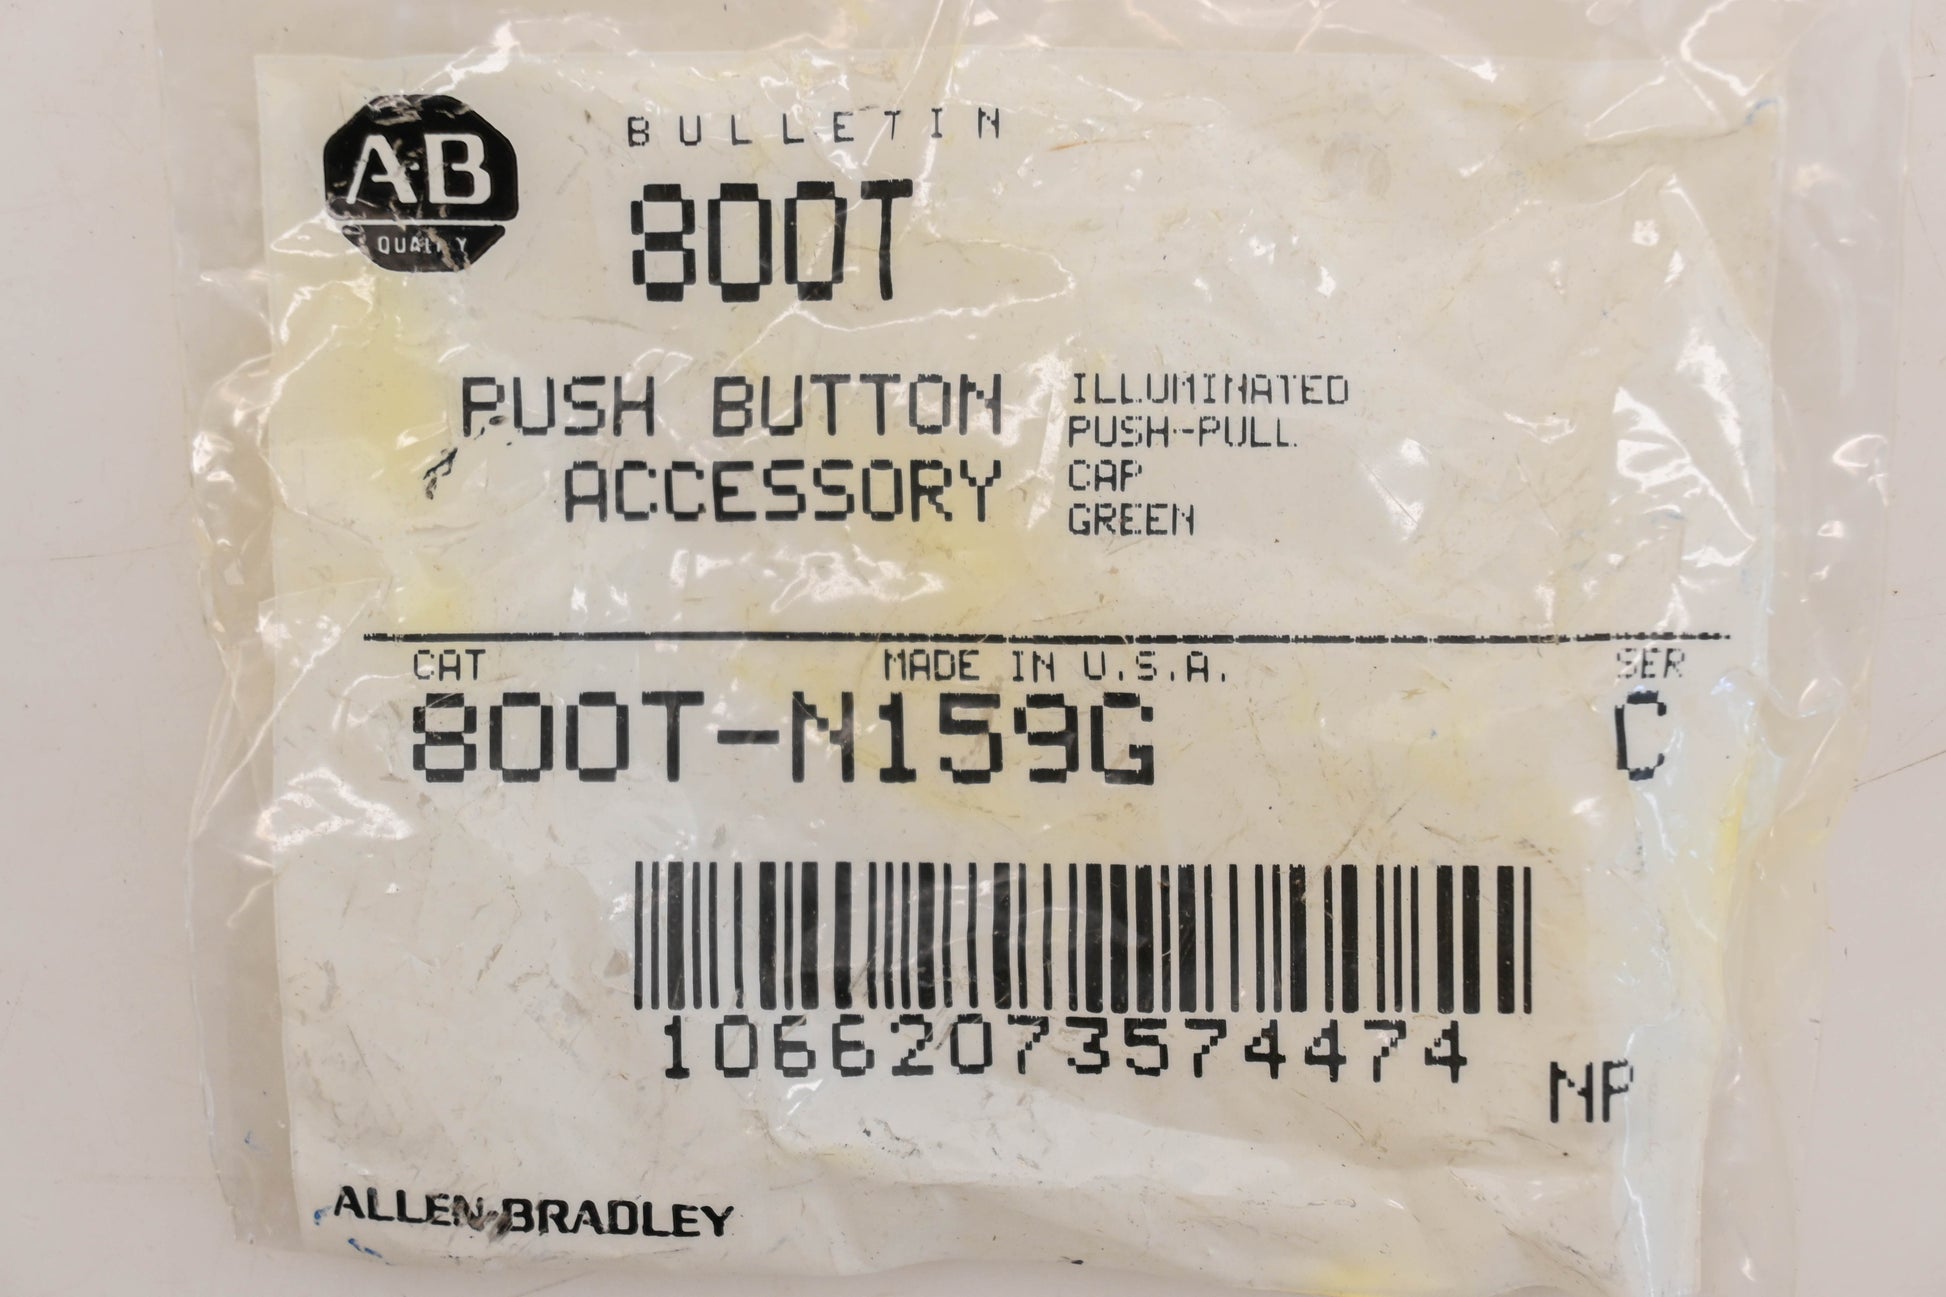 A-B
QUALITY
BULLETIN
800T
PUSH BUTTON
ACCESSORY
ILLUMINATED
PUSH-PULL
CAP
GREEN
CAT
MADE IN U.S.A.
SER
800T-N159G
C
10662073574474
NP
ALLEN-BRADLEY